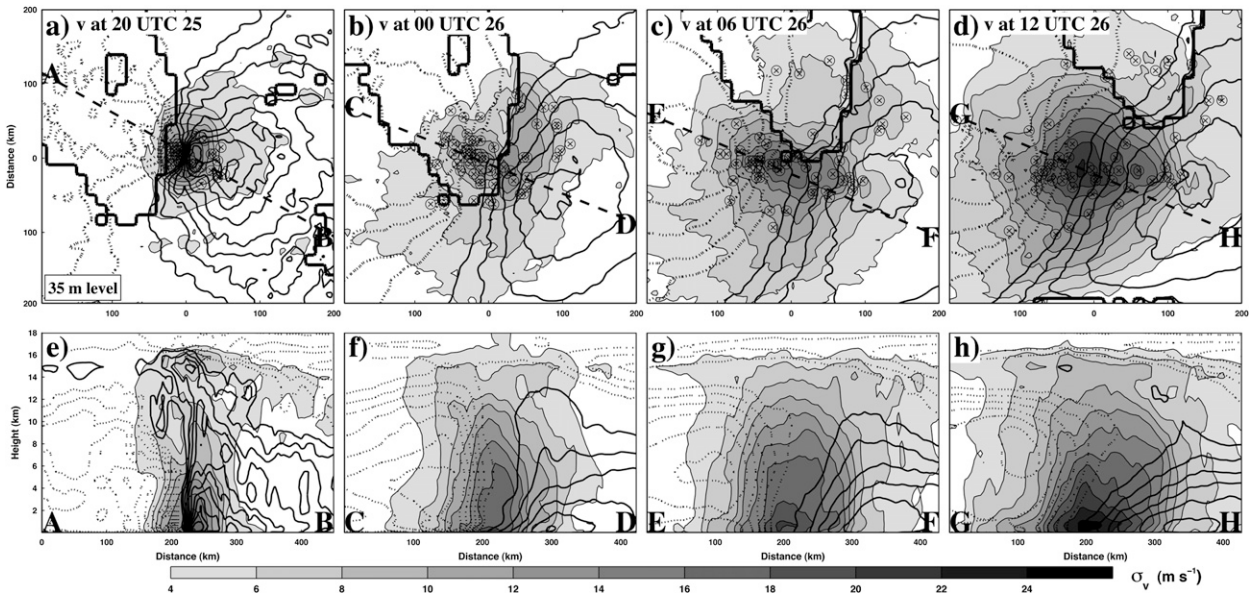 a) v at 20 UTC 25
b) v at 00 UTC 26
c) v at 06 UTC 26
d) v at 12 UTC 26
200
100
0
100
200
Distance (km)
A
B
C
D
E
F
G
H
35 m level
100 0 100 200
100 0 100 200
100 0 100 200
100 0 100 200
e)
f)
g)
h)
18
16
14
12
10
8
6
4
2
Height (km)
A B
C D
E F
G H
0 100 200 300 400
100 200 300 400
100 200 300 400
100 200 300 400
Distance (km)
Distance (km)
Distance (km)
Distance (km)
4 6 8 10 12 14 16 18 20 22 24
σv (m s⁻¹)